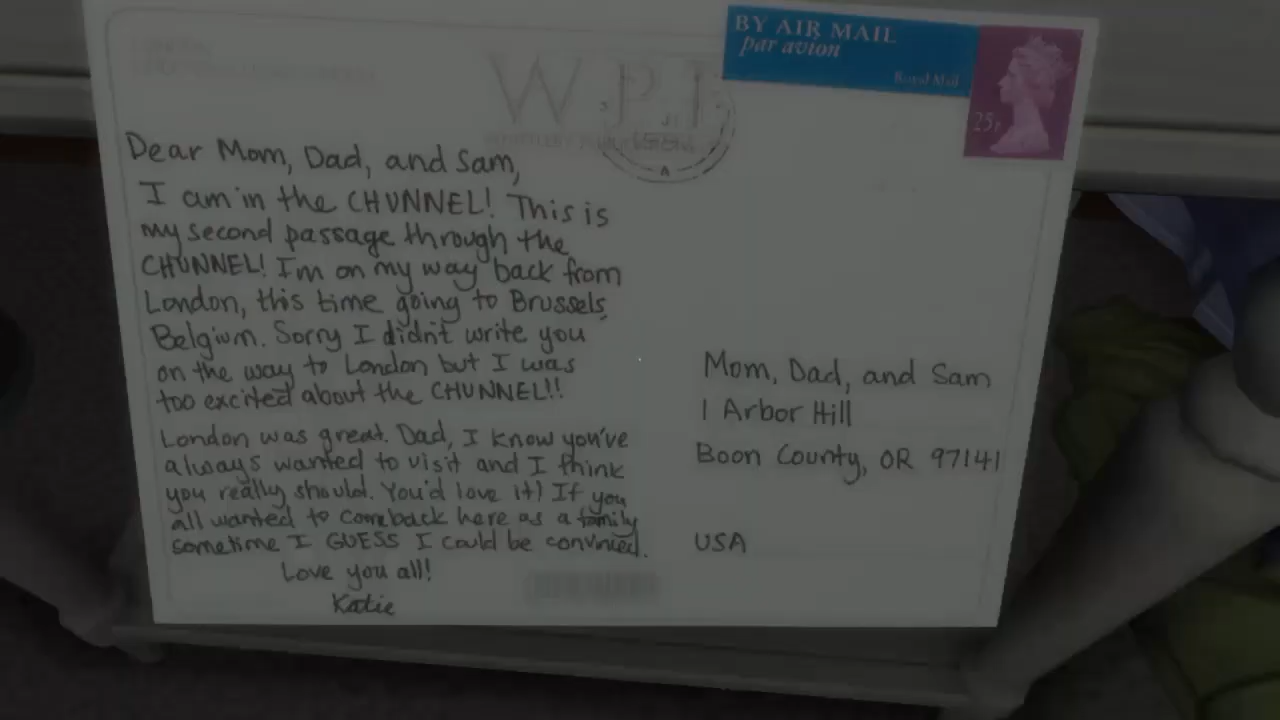 BY AIR MAIL
par avion
Royal Mail
25p
Dear Mom, Dad, and Sam,
I am in the CHUNNEL! This is
my second passage through the
CHUNNEL! I'm on my way back from
London, this time going to Brussels,
Belgium. Sorry I didn't write you
on the way to London but I was
too excited about the CHUNNEL!!
London was great. Dad, I know you've
always wanted to visit and I think
you really should. You'd love it! If you
all wanted to come back here as a family
sometime I GUESS I could be convinced.
Love you all!
Katie
Mom, Dad, and Sam
1 Arbor Hill
Boon County, OR 97141
USA